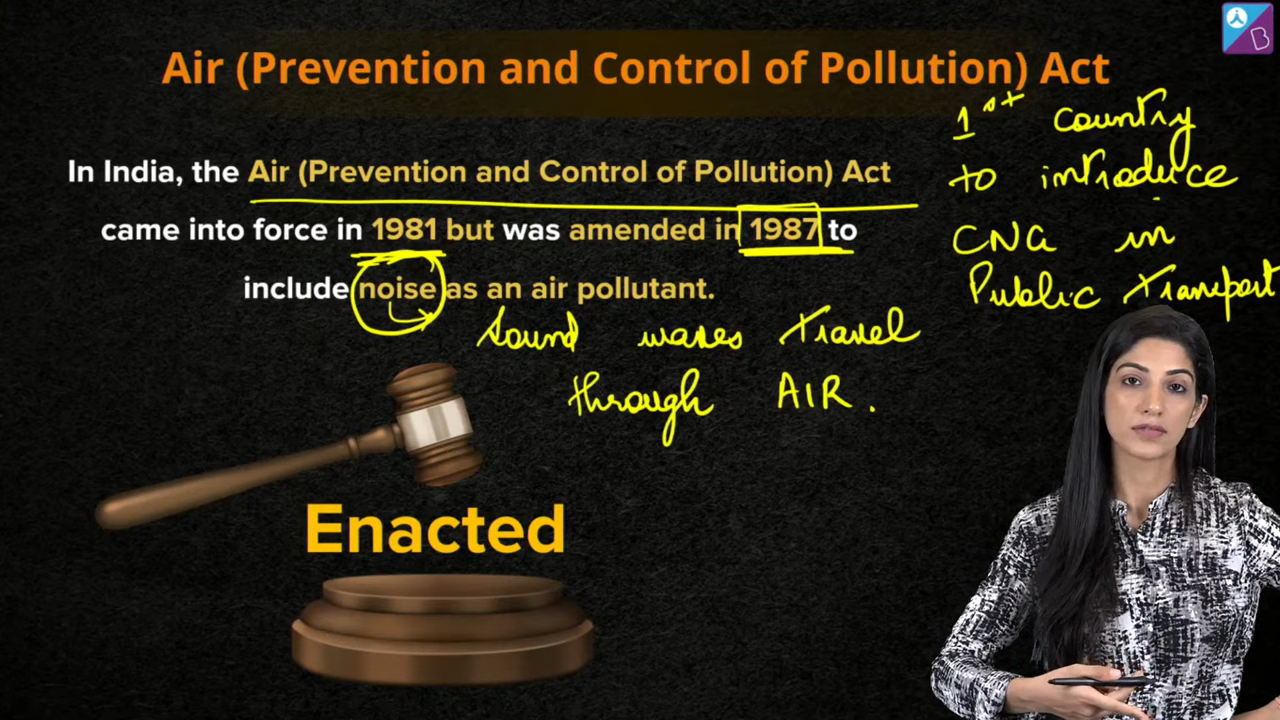 Air (Prevention and Control of Pollution) Act
In India, the Air (Prevention and Control of Pollution) Act
came into force in 1981 but was amended in 1987 to
include noise as an air pollutant.
1st country
to introduce
CNG in
Public Transport
Sound waves Travel
through AIR.
Enacted
B